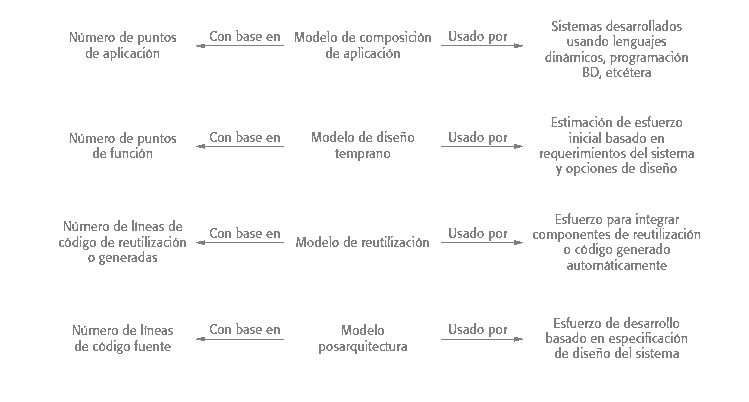 Número de puntos
de aplicación
Con base en
Modelo de composición
de aplicación
Usado por
Sistemas desarrollados
usando lenguajes
dinámicos, programación
BD, etcétera
Número de puntos
de función
Con base en
Modelo de diseño
temprano
Usado por
Estimación de esfuerzo
inicial basado en
requerimientos del sistema
y opciones de diseño
Número de líneas de
código de reutilización
o generadas
Con base en
Modelo de reutilización
Usado por
Esfuerzo para integrar
componentes de reutilización
o código generado
automáticamente
Número de líneas
de código fuente
Con base en
Modelo
posarquitectura
Usado por
Esfuerzo de desarrollo
basado en especificación
de diseño del sistema